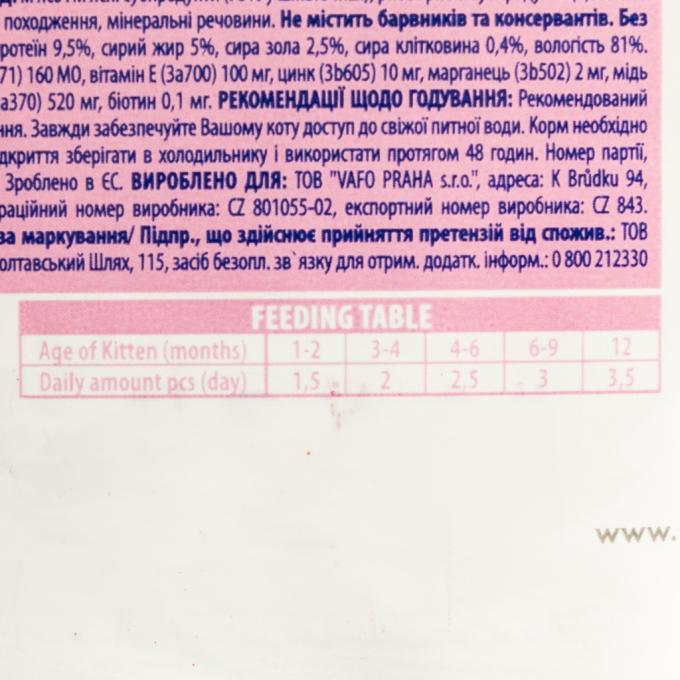 походження, мінеральні речовини. Не містить барвників та консервантів. Без
ротеїн 9,5%, сирий жир 5%, сира зола 2,5%, сира клітковина 0,4%, вологість 81%.
71) 160 МО, вітамін Е (3a700) 100 мг, цинк (3b605) 10 мг, марганець (3b502) 2 мг, мідь
a370) 520 мг, біотин 0,1 мг. РЕКОМЕНДАЦІЇ ЩОДО ГОДУВАННЯ: Рекомендований
ння. Завжди забезпечуйте Вашому коту доступ до свіжої питної води. Корм необхідно
дкриття зберігати в холодильнику і використати протягом 48 годин. Номер партії,
Зроблено в ЄС. ВИРОБЛЕНО ДЛЯ: ТОВ "VAFO PRAHA s.r.o.", адреса: K Brůdku 94,
раційний номер виробника: CZ 801055-02, експортний номер виробника: CZ 843.
за маркування/ Підпр., що здійснює прийняття претензій від спожив.: ТОВ
олтавський Шлях, 115, засіб безопл. зв`язку для отрим. додатк. інформ.: 0 800 212330
FEEDING TABLE
Age of Kitten (months) 1-2 3-4 4-6 6-9 12
Daily amount pcs (day) 1,5 2 2,5 3 3,5
www.